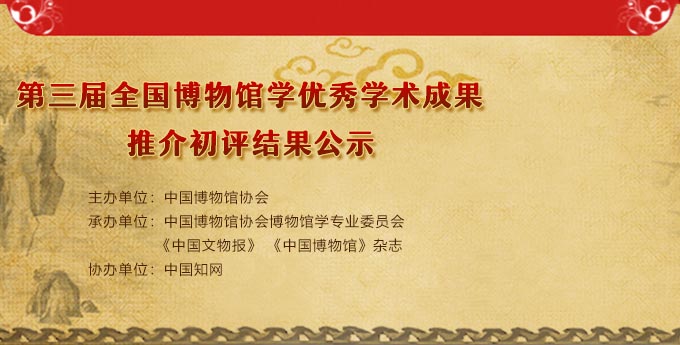 第三届全国博物馆学优秀学术成果
推介初评结果公示
主办单位：中国博物馆协会
承办单位：中国博物馆协会博物馆学专业委员会
《中国文物报》 《中国博物馆》杂志
协办单位：中国知网